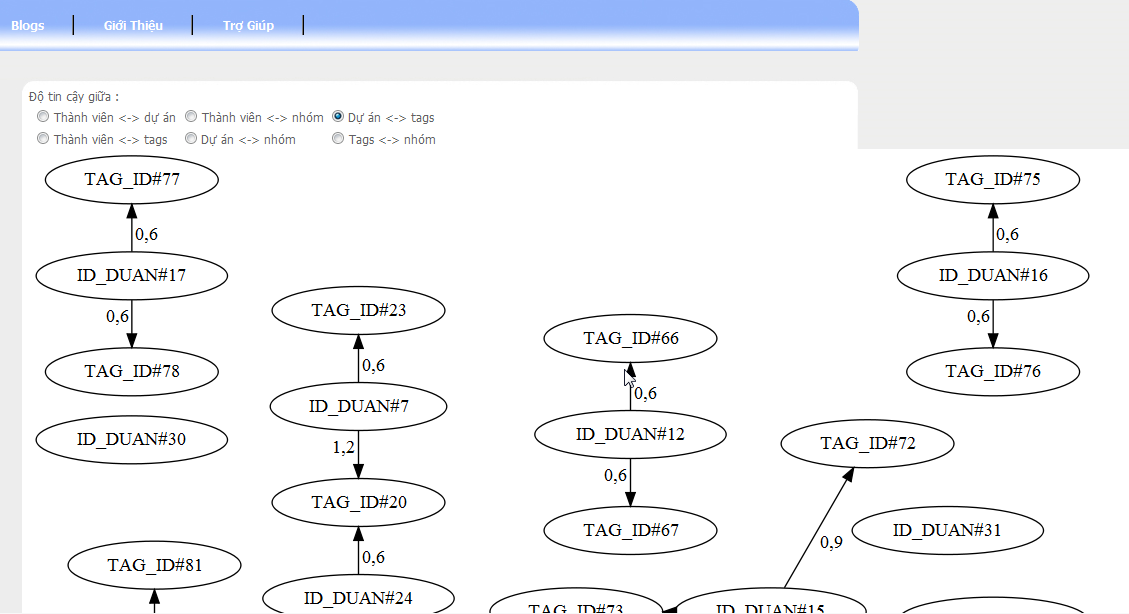 Blogs Giới Thiệu Trợ Giúp
Độ tin cậy giữa :
Thành viên <-> dự án Thành viên <-> nhóm Dự án <-> tags
Thành viên <-> tags Dự án <-> nhóm Tags <-> nhóm
TAG_ID#77 TAG_ID#75
0,6 0,6
ID_DUAN#17 ID_DUAN#16
TAG_ID#23
0,6 0,6
TAG_ID#66
0,6
TAG_ID#78 TAG_ID#76
0,6
ID_DUAN#7
ID_DUAN#12
ID_DUAN#30 TAG_ID#72
1,2
0,6
TAG_ID#20
TAG_ID#67 ID_DUAN#31
0,9
0,6
TAG_ID#81
ID_DUAN#24
TAG_ID#73 ID_DUAN#15